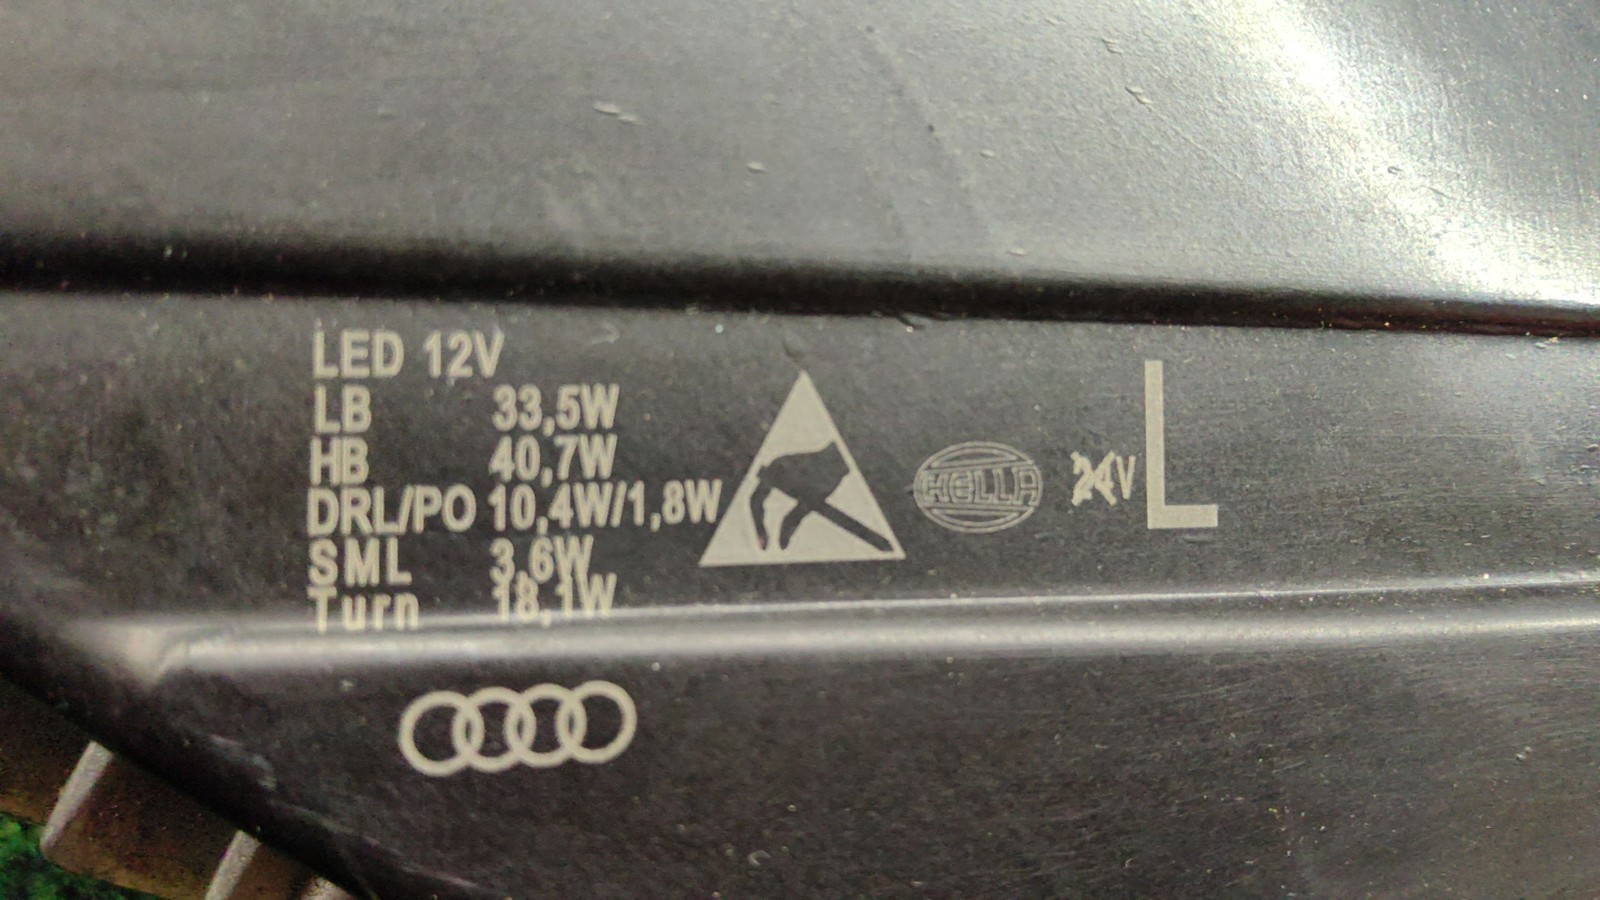 LED 12V
LB 33,5W
HB 40,7W
DRL/PO 10,4W/1,8W
SML 3,6W
Turn 18,1W
HELLA
24V
L